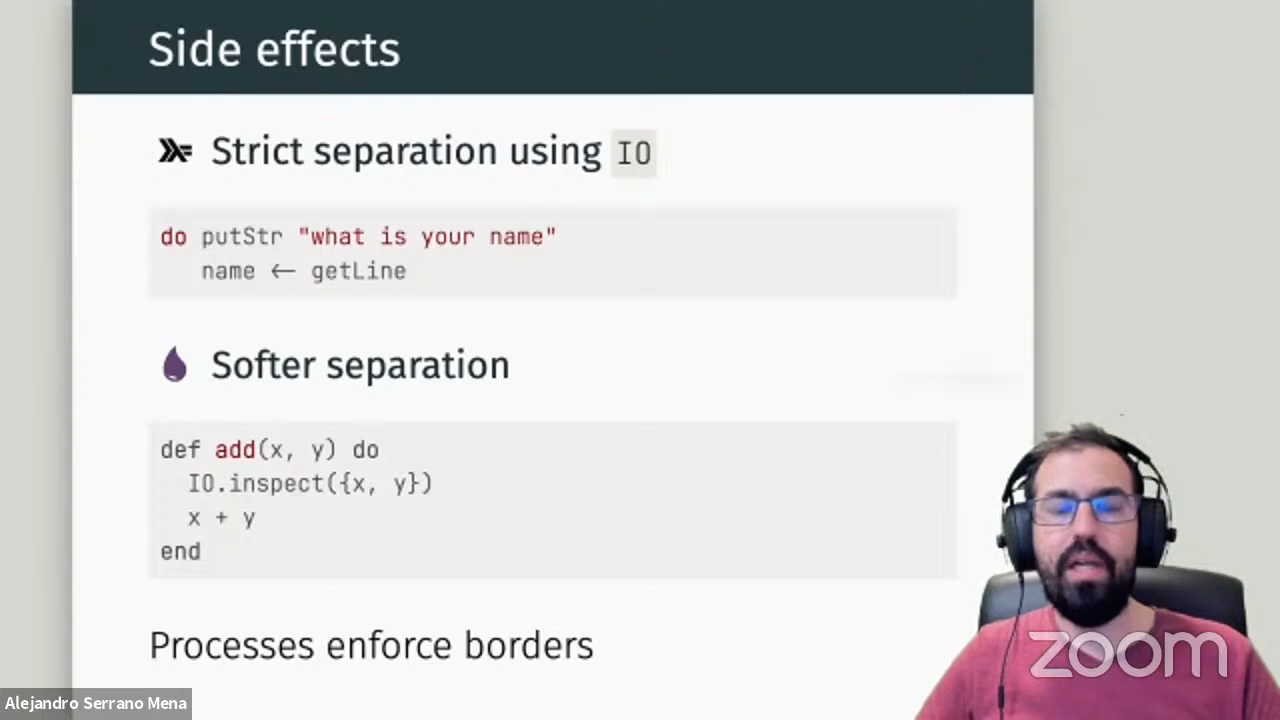 Side effects
Strict separation using IO
do putStr "what is your name"
name ← getLine
Softer separation
def add(x, y) do
IO.inspect({x, y})
x + y
end
Processes enforce borders
zoom
Alejandro Serrano Mena